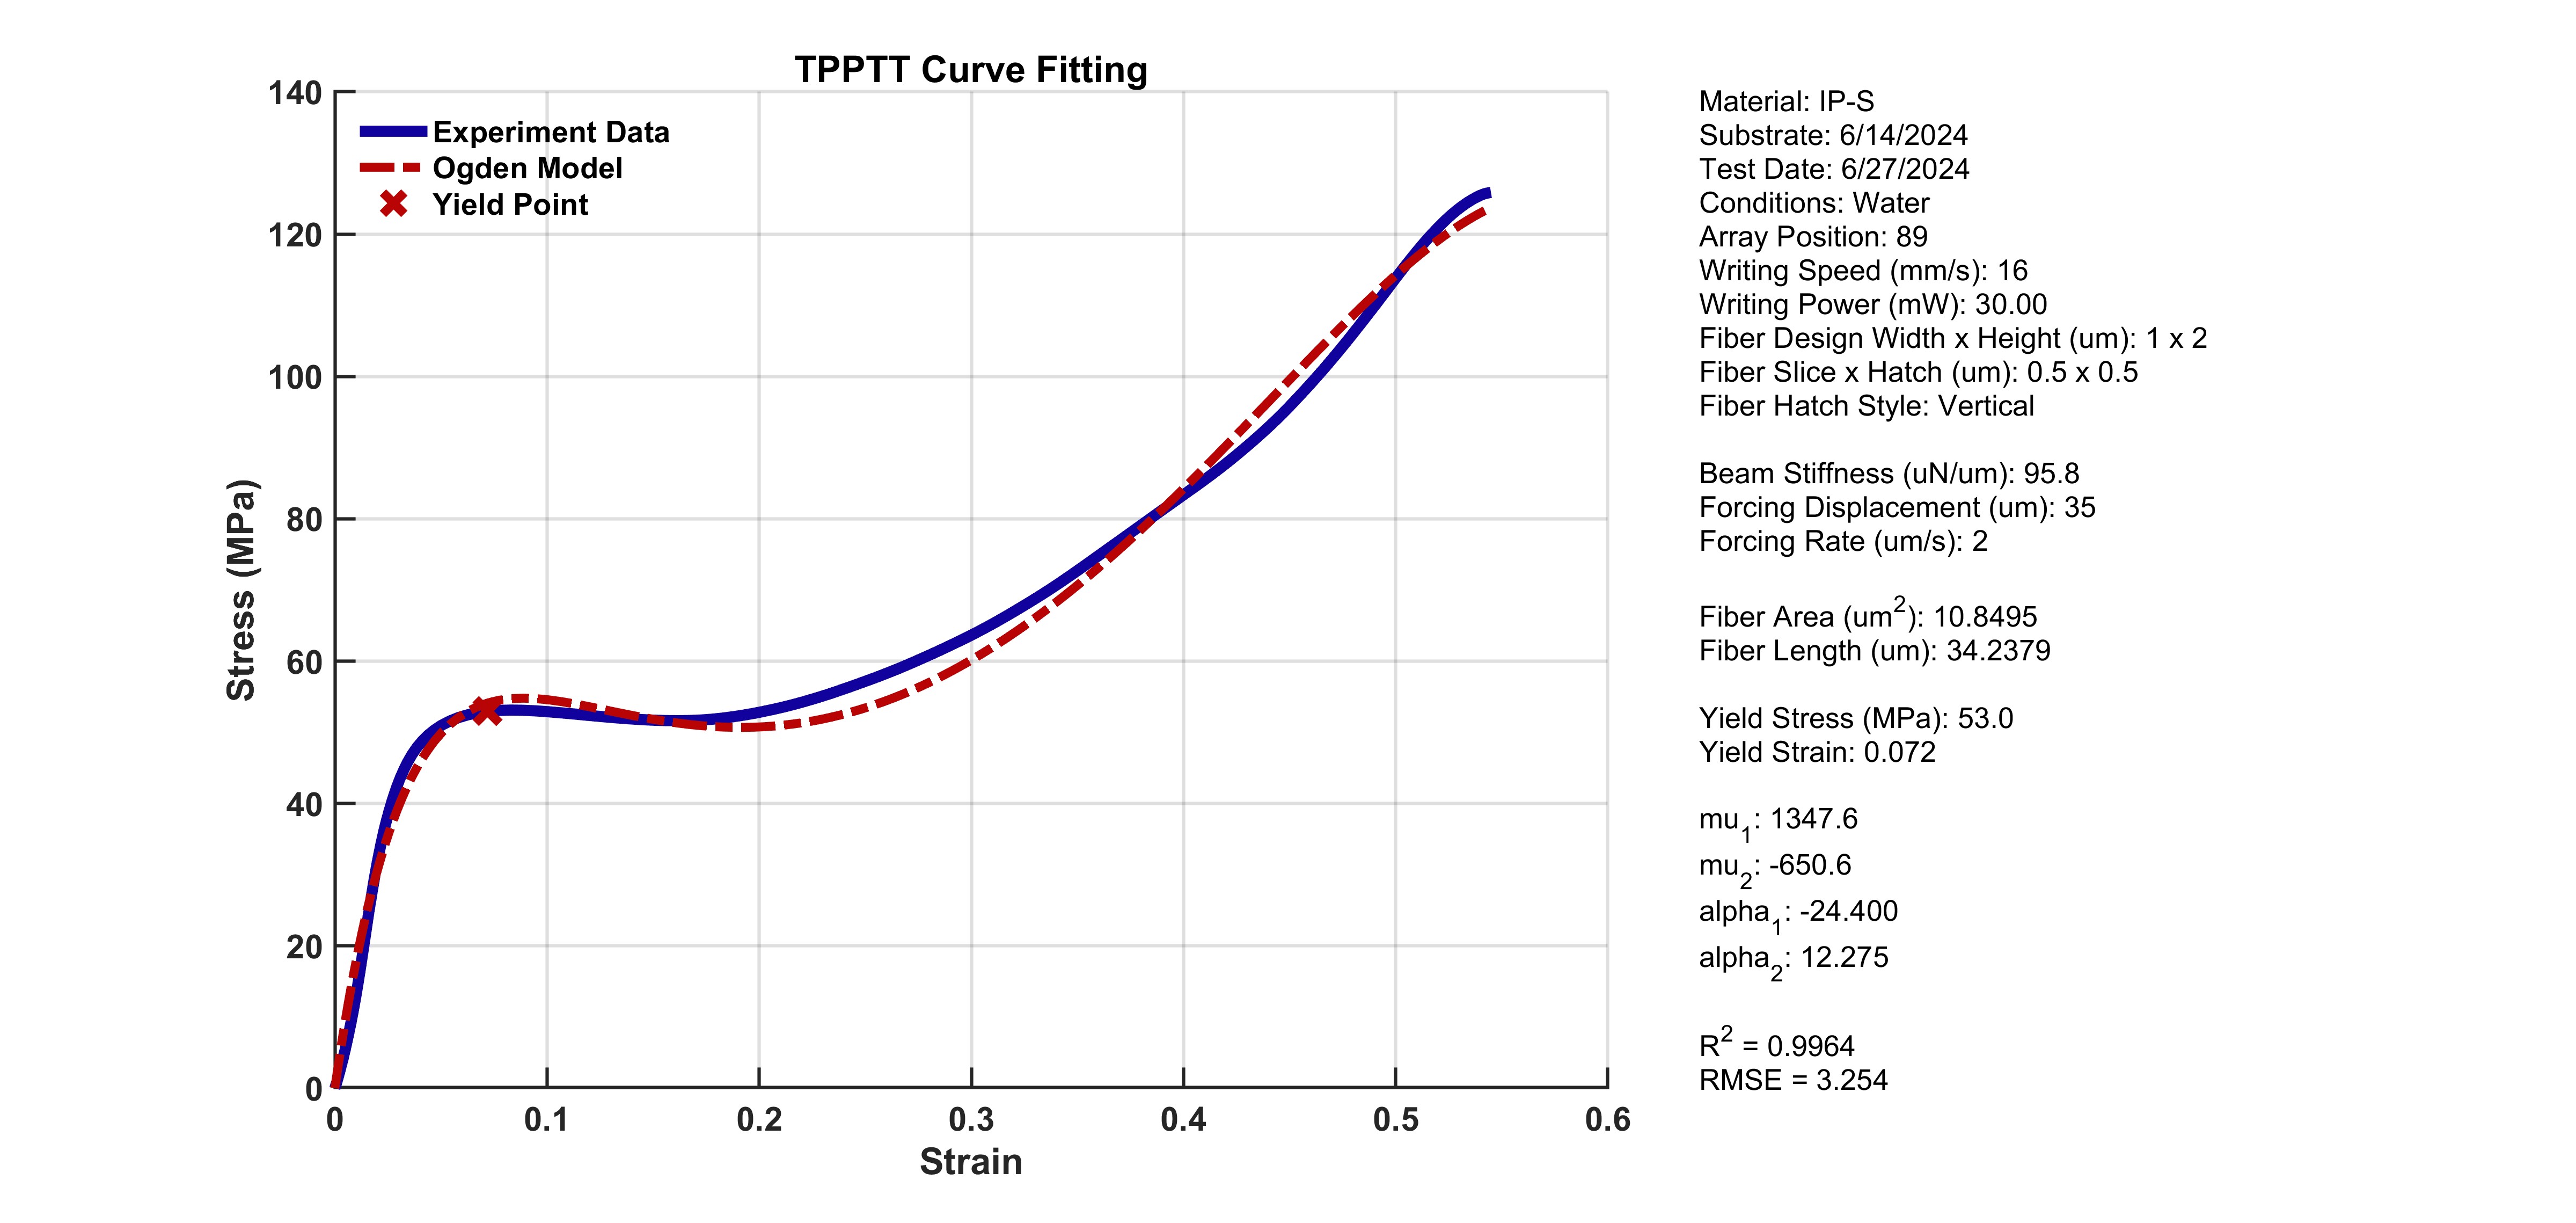 TPPTT Curve Fitting
140
120
100
80
60
40
20
0
Stress (MPa)
Experiment Data
Ogden Model
Yield Point
0 0.1 0.2 0.3 0.4 0.5 0.6
Strain
Material: IP-S
Substrate: 6/14/2024
Test Date: 6/27/2024
Conditions: Water
Array Position: 89
Writing Speed (mm/s): 16
Writing Power (mW): 30.00
Fiber Design Width x Height (um): 1 x 2
Fiber Slice x Hatch (um): 0.5 x 0.5
Fiber Hatch Style: Vertical
Beam Stiffness (uN/um): 95.8
Forcing Displacement (um): 35
Forcing Rate (um/s): 2
Fiber Area (um²): 10.8495
Fiber Length (um): 34.2379
Yield Stress (MPa): 53.0
Yield Strain: 0.072
mu₁: 1347.6
mu₂: -650.6
alpha₁: -24.400
alpha₂: 12.275
R² = 0.9964
RMSE = 3.254